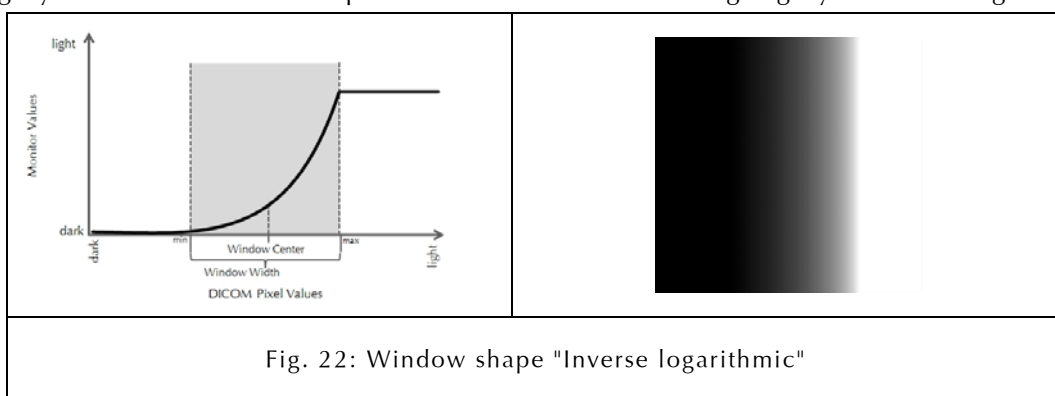 light
Monitor Values
dark
min
max
Window Center
dark
light
Window Width
DICOM Pixel Values
Fig. 22: Window shape "Inverse logarithmic"